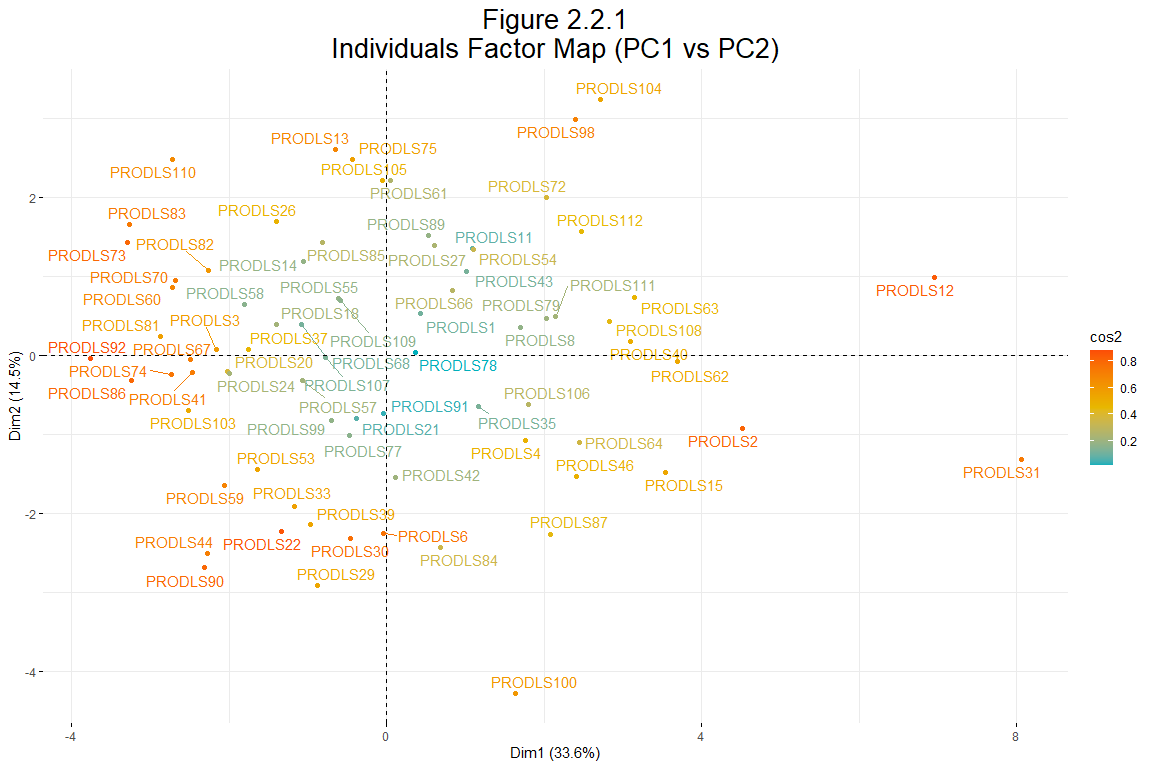 Figure 2.2.1
Individuals Factor Map (PC1 vs PC2)
PRODLS104
PRODLS98
PRODLS13
PRODLS75
PRODLS105
PRODLS110
PRODLS61
PRODLS72
PRODLS83
PRODLS26
PRODLS89
PRODLS112
PRODLS11
PRODLS82
PRODLS73
PRODLS85
PRODLS27
PRODLS54
PRODLS14
PRODLS70
PRODLS43
PRODLS55
PRODLS111
PRODLS12
PRODLS60
PRODLS58
PRODLS66
PRODLS79
PRODLS63
PRODLS18
PRODLS3
PRODLS81
PRODLS1
PRODLS108
PRODLS37
PRODLS109
PRODLS8
PRODLS92
PRODLS67
PRODLS40
PRODLS20
PRODLS68
PRODLS78
PRODLS74
PRODLS62
PRODLS24
PRODLS107
PRODLS86
PRODLS41
PRODLS106
PRODLS57
PRODLS91
PRODLS103
PRODLS35
PRODLS99
PRODLS21
PRODLS2
PRODLS64
PRODLS77
PRODLS4
PRODLS53
PRODLS46
PRODLS31
PRODLS42
PRODLS15
PRODLS59
PRODLS33
PRODLS39
PRODLS87
PRODLS6
PRODLS44
PRODLS22
PRODLS30
PRODLS84
PRODLS29
PRODLS90
PRODLS100
2
0
-2
-4
Dim2 (14.5%)
-4
0
4
8
Dim1 (33.6%)
cos2
0.8
0.6
0.4
0.2